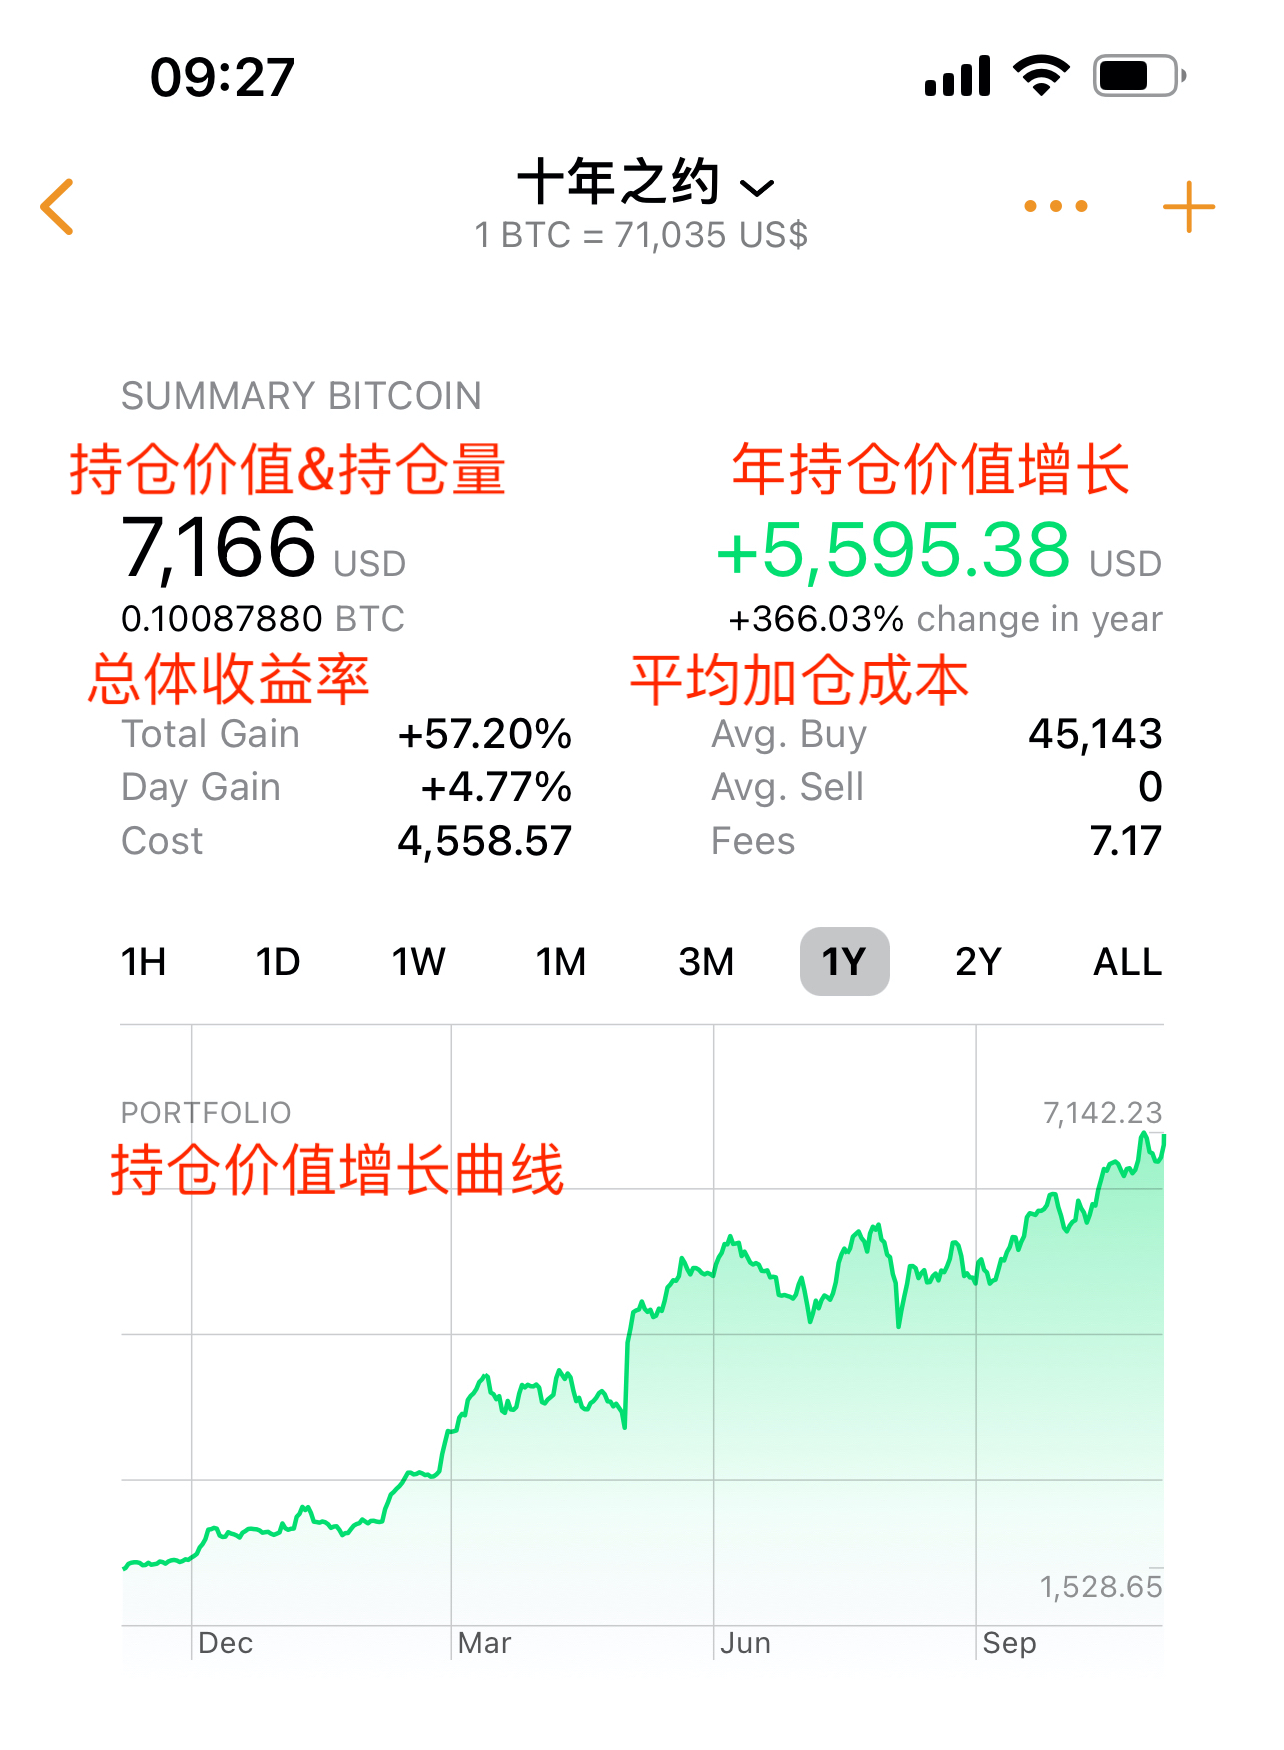 09:27
十年之约
1 BTC = 71,035 US$
SUMMARY BITCOIN
持仓价值&持仓量 年持仓价值增长
7,166 USD +5,595.38 USD
0.10087880 BTC +366.03% change in year
总体收益率 平均加仓成本
Total Gain +57.20% Avg. Buy 45,143
Day Gain +4.77% Avg. Sell 0
Cost 4,558.57 Fees 7.17
1H 1D 1W 1M 3M 1Y 2Y ALL
PORTFOLIO 7,142.23
持仓价值增长曲线
1,528.65
Dec Mar Jun Sep